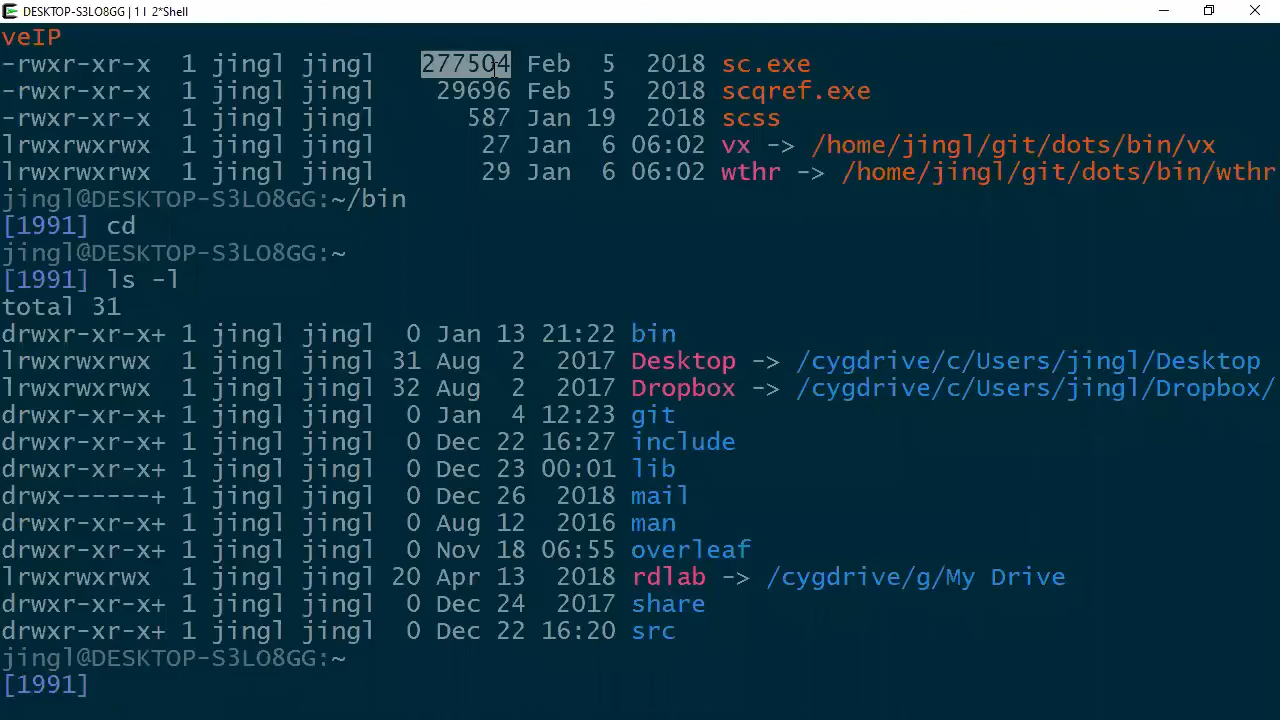 DESKTOP-S3LO8GG | 1 l  2*Shell
veIP
-rwxr-xr-x  1 jingl jingl   277504 Feb  5  2018 sc.exe
-rwxr-xr-x  1 jingl jingl    29696 Feb  5  2018 scqref.exe
-rwxr-xr-x  1 jingl jingl      587 Jan 19  2018 scss
lrwxrwxrwx  1 jingl jingl       27 Jan  6 06:02 vx -> /home/jingl/git/dots/bin/vx
lrwxrwxrwx  1 jingl jingl       29 Jan  6 06:02 wthr -> /home/jingl/git/dots/bin/wthr
jingl@DESKTOP-S3LO8GG:~/bin
[1991] cd
jingl@DESKTOP-S3LO8GG:~
[1991] ls -l
total 31
drwxr-xr-x+ 1 jingl jingl  0 Jan 13 21:22 bin
lrwxrwxrwx  1 jingl jingl 31 Aug  2  2017 Desktop -> /cygdrive/c/Users/jingl/Desktop
lrwxrwxrwx  1 jingl jingl 32 Aug  2  2017 Dropbox -> /cygdrive/c/Users/jingl/Dropbox/
drwxr-xr-x+ 1 jingl jingl  0 Jan  4 12:23 git
drwxr-xr-x+ 1 jingl jingl  0 Dec 22 16:27 include
drwxr-xr-x+ 1 jingl jingl  0 Dec 23 00:01 lib
drwx------+ 1 jingl jingl  0 Dec 26  2018 mail
drwxr-xr-x+ 1 jingl jingl  0 Aug 12  2016 man
drwxr-xr-x+ 1 jingl jingl  0 Nov 18 06:55 overleaf
lrwxrwxrwx  1 jingl jingl 20 Apr 13  2018 rdlab -> /cygdrive/g/My Drive
drwxr-xr-x+ 1 jingl jingl  0 Dec 24  2017 share
drwxr-xr-x+ 1 jingl jingl  0 Dec 22 16:20 src
jingl@DESKTOP-S3LO8GG:~
[1991]